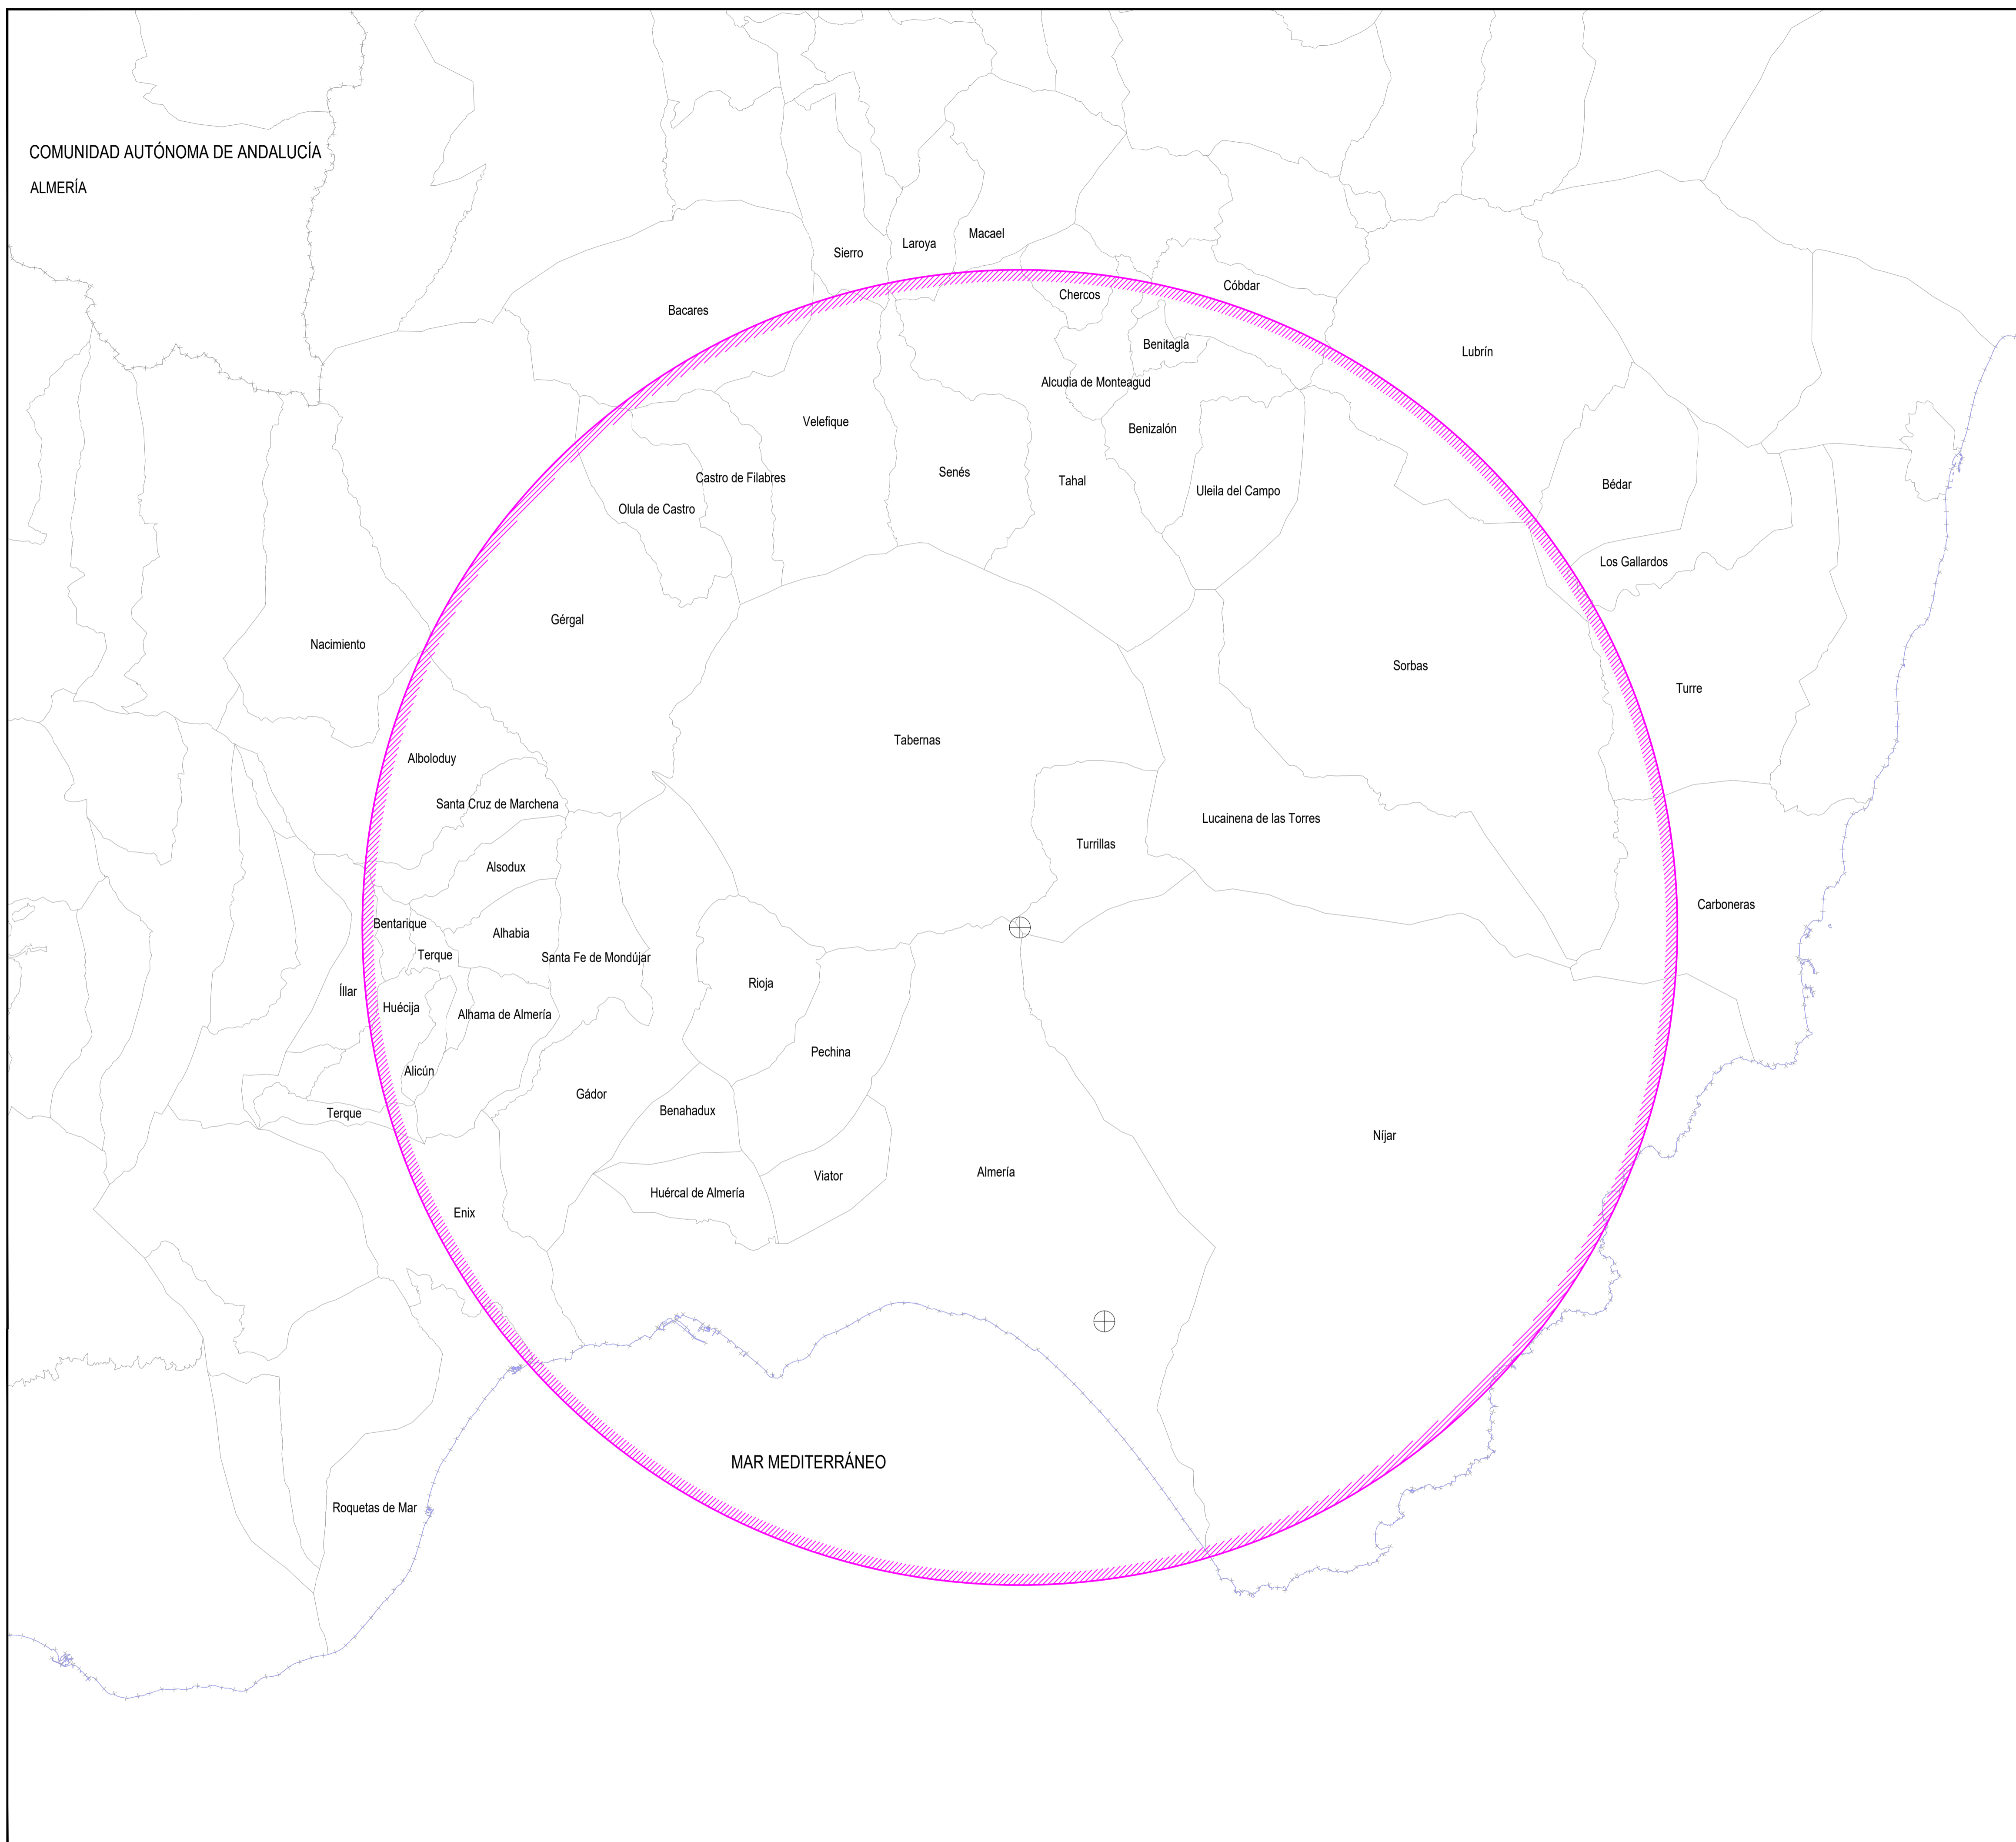 COMUNIDAD AUTÓNOMA DE ANDALUCÍA
ALMERÍA
Sierro
Laroya
Macael
Bacares
Chercos
Cóbdar
Benitagla
Lubrín
Alcudia de Monteagud
Velefique
Benizalón
Senés
Castro de Filabres
Tahal
Uleila del Campo
Bédar
Olula de Castro
Los Gallardos
Gérgal
Nacimiento
Sorbas
Turre
Tabernas
Alboloduy
Santa Cruz de Marchena
Lucainena de las Torres
Turrillas
Alsodux
Carboneras
Bentarique
Alhabia
Terque
Santa Fe de Mondújar
Rioja
Íllar
Huécija
Alhama de Almería
Pechina
Alicún
Gádor
Benahadux
Terque
Níjar
Almería
Viator
Huércal de Almería
Enix
MAR MEDITERRÁNEO
Roquetas de Mar